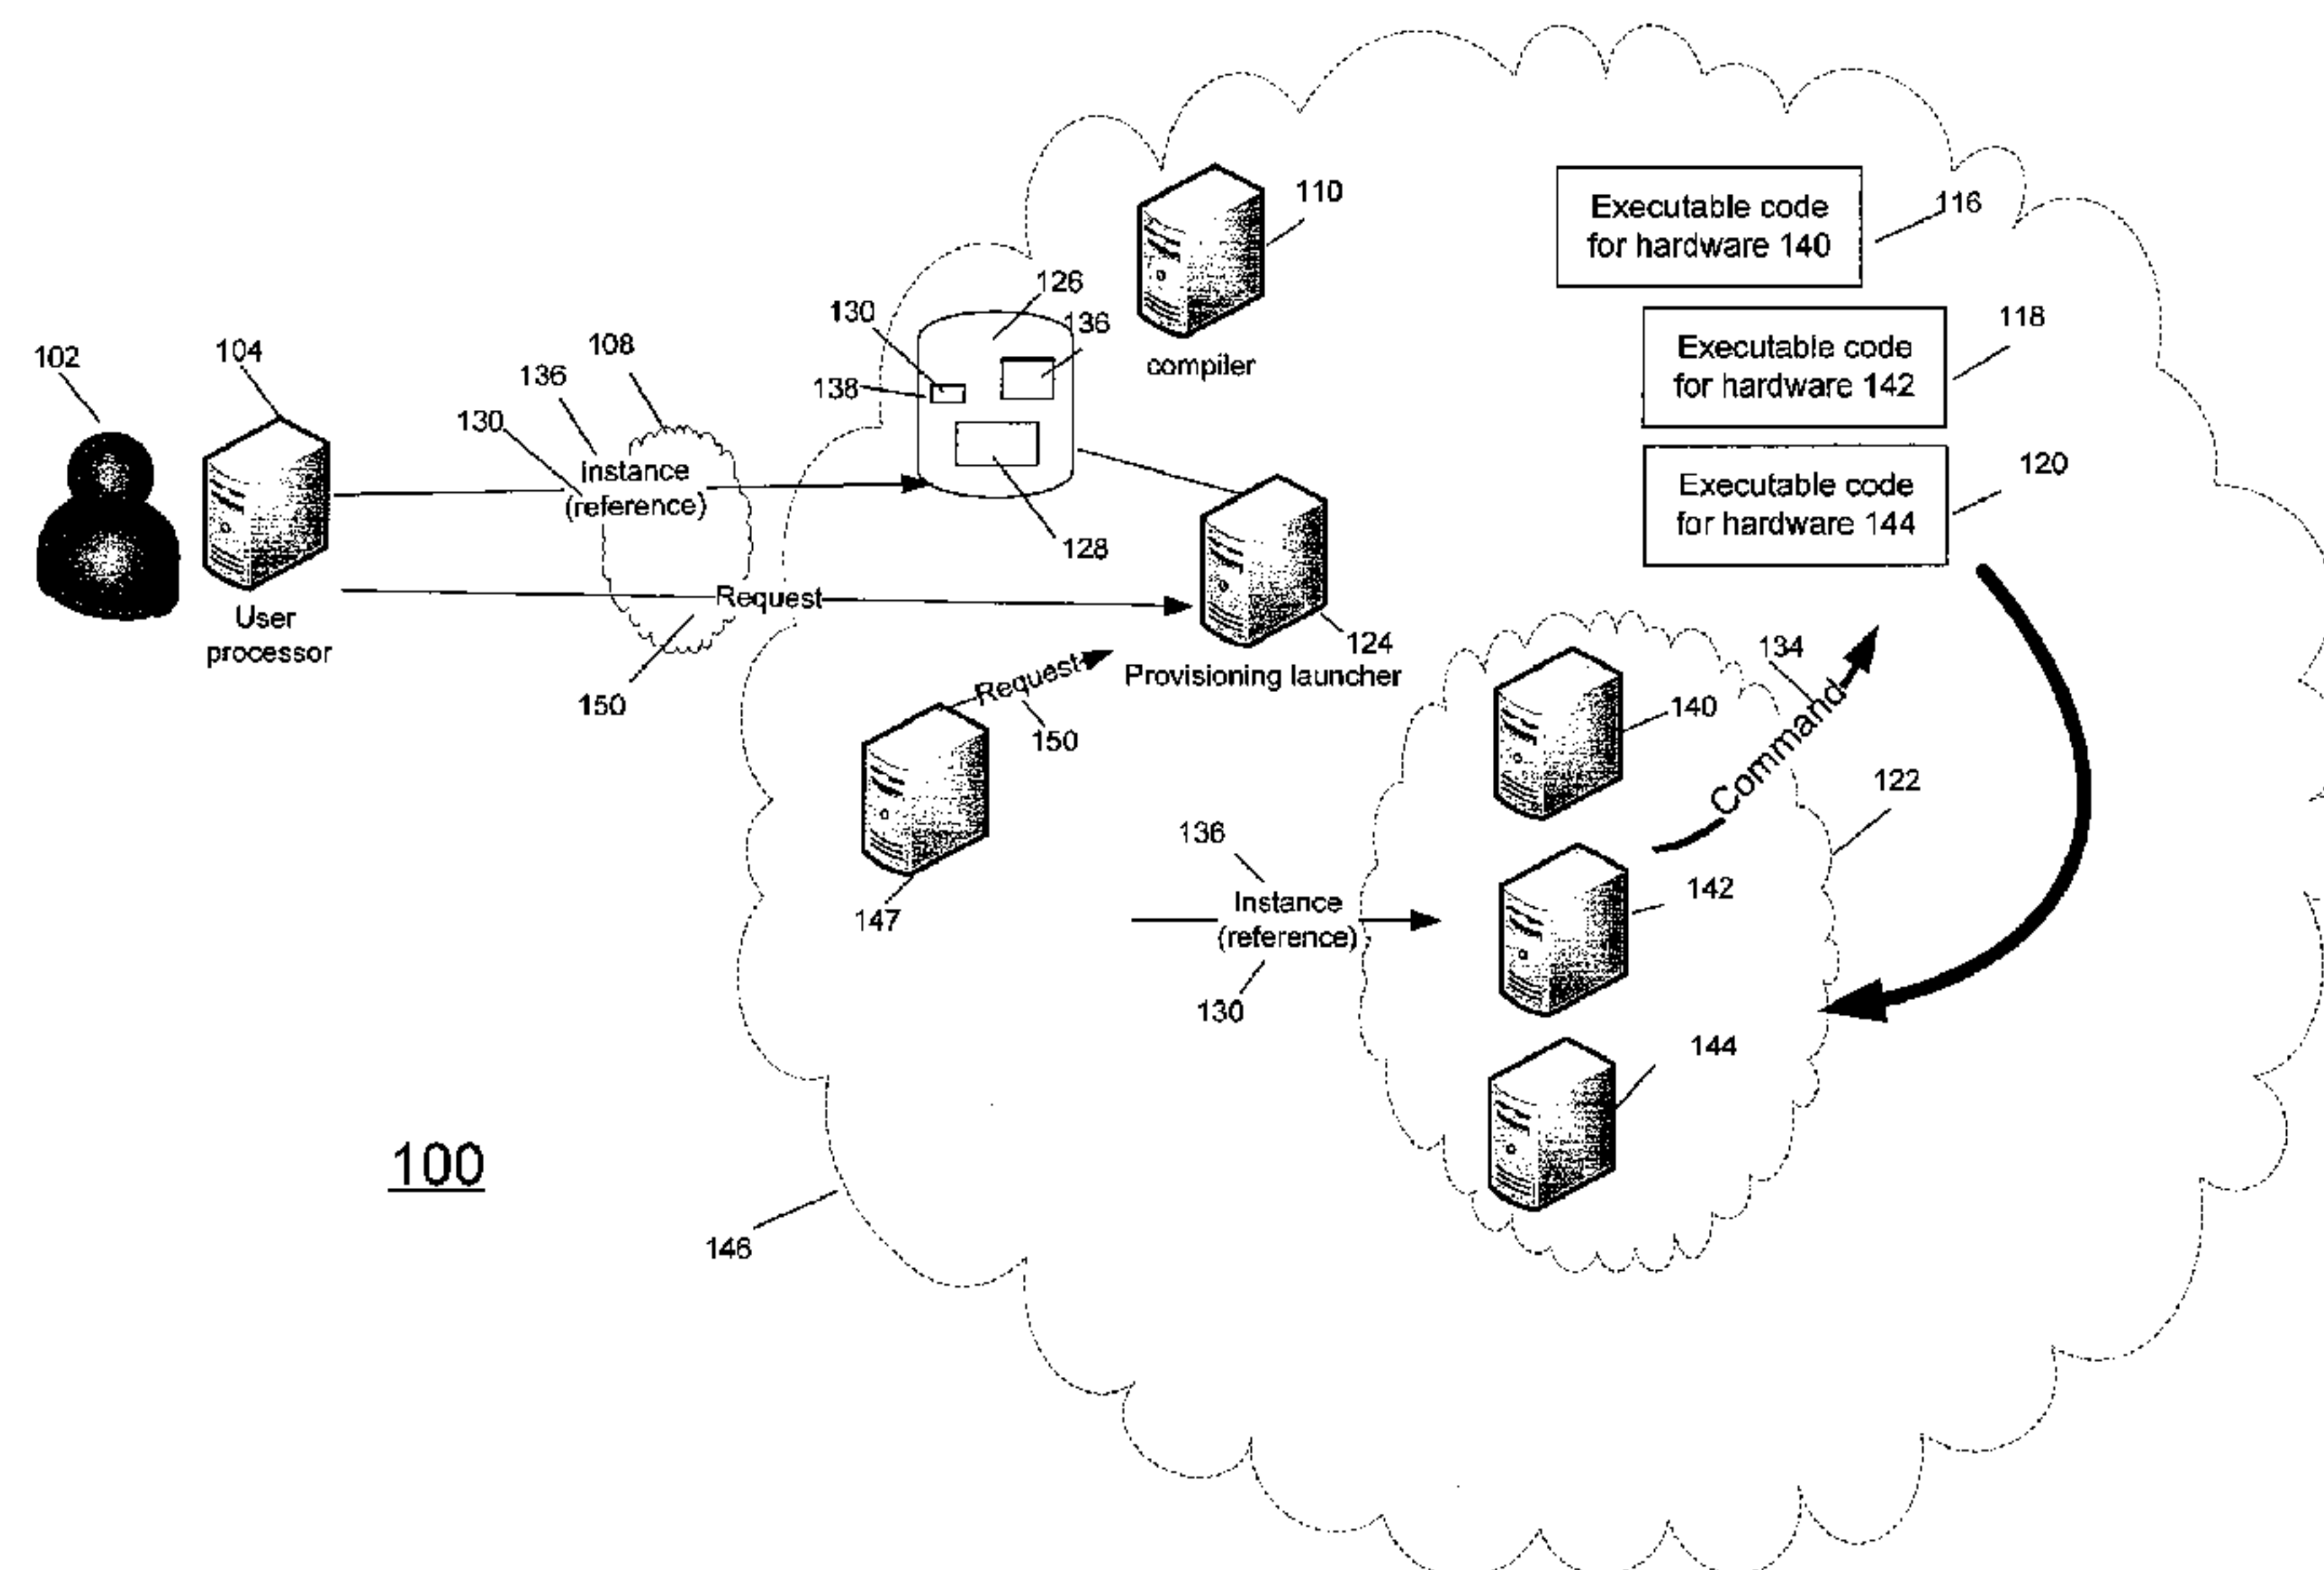 110
Executable code
for hardware 140
116
compiler
126
130
136
138
128
118
Executable code
for hardware 142
120
Executable code
for hardware 144
102
104
User
processor
136
108
130
instance
(reference)
Request
150
124
Provisioning launcher
Request
150
147
134
Command
140
122
136
Instance
(reference)
130
142
144
100
146